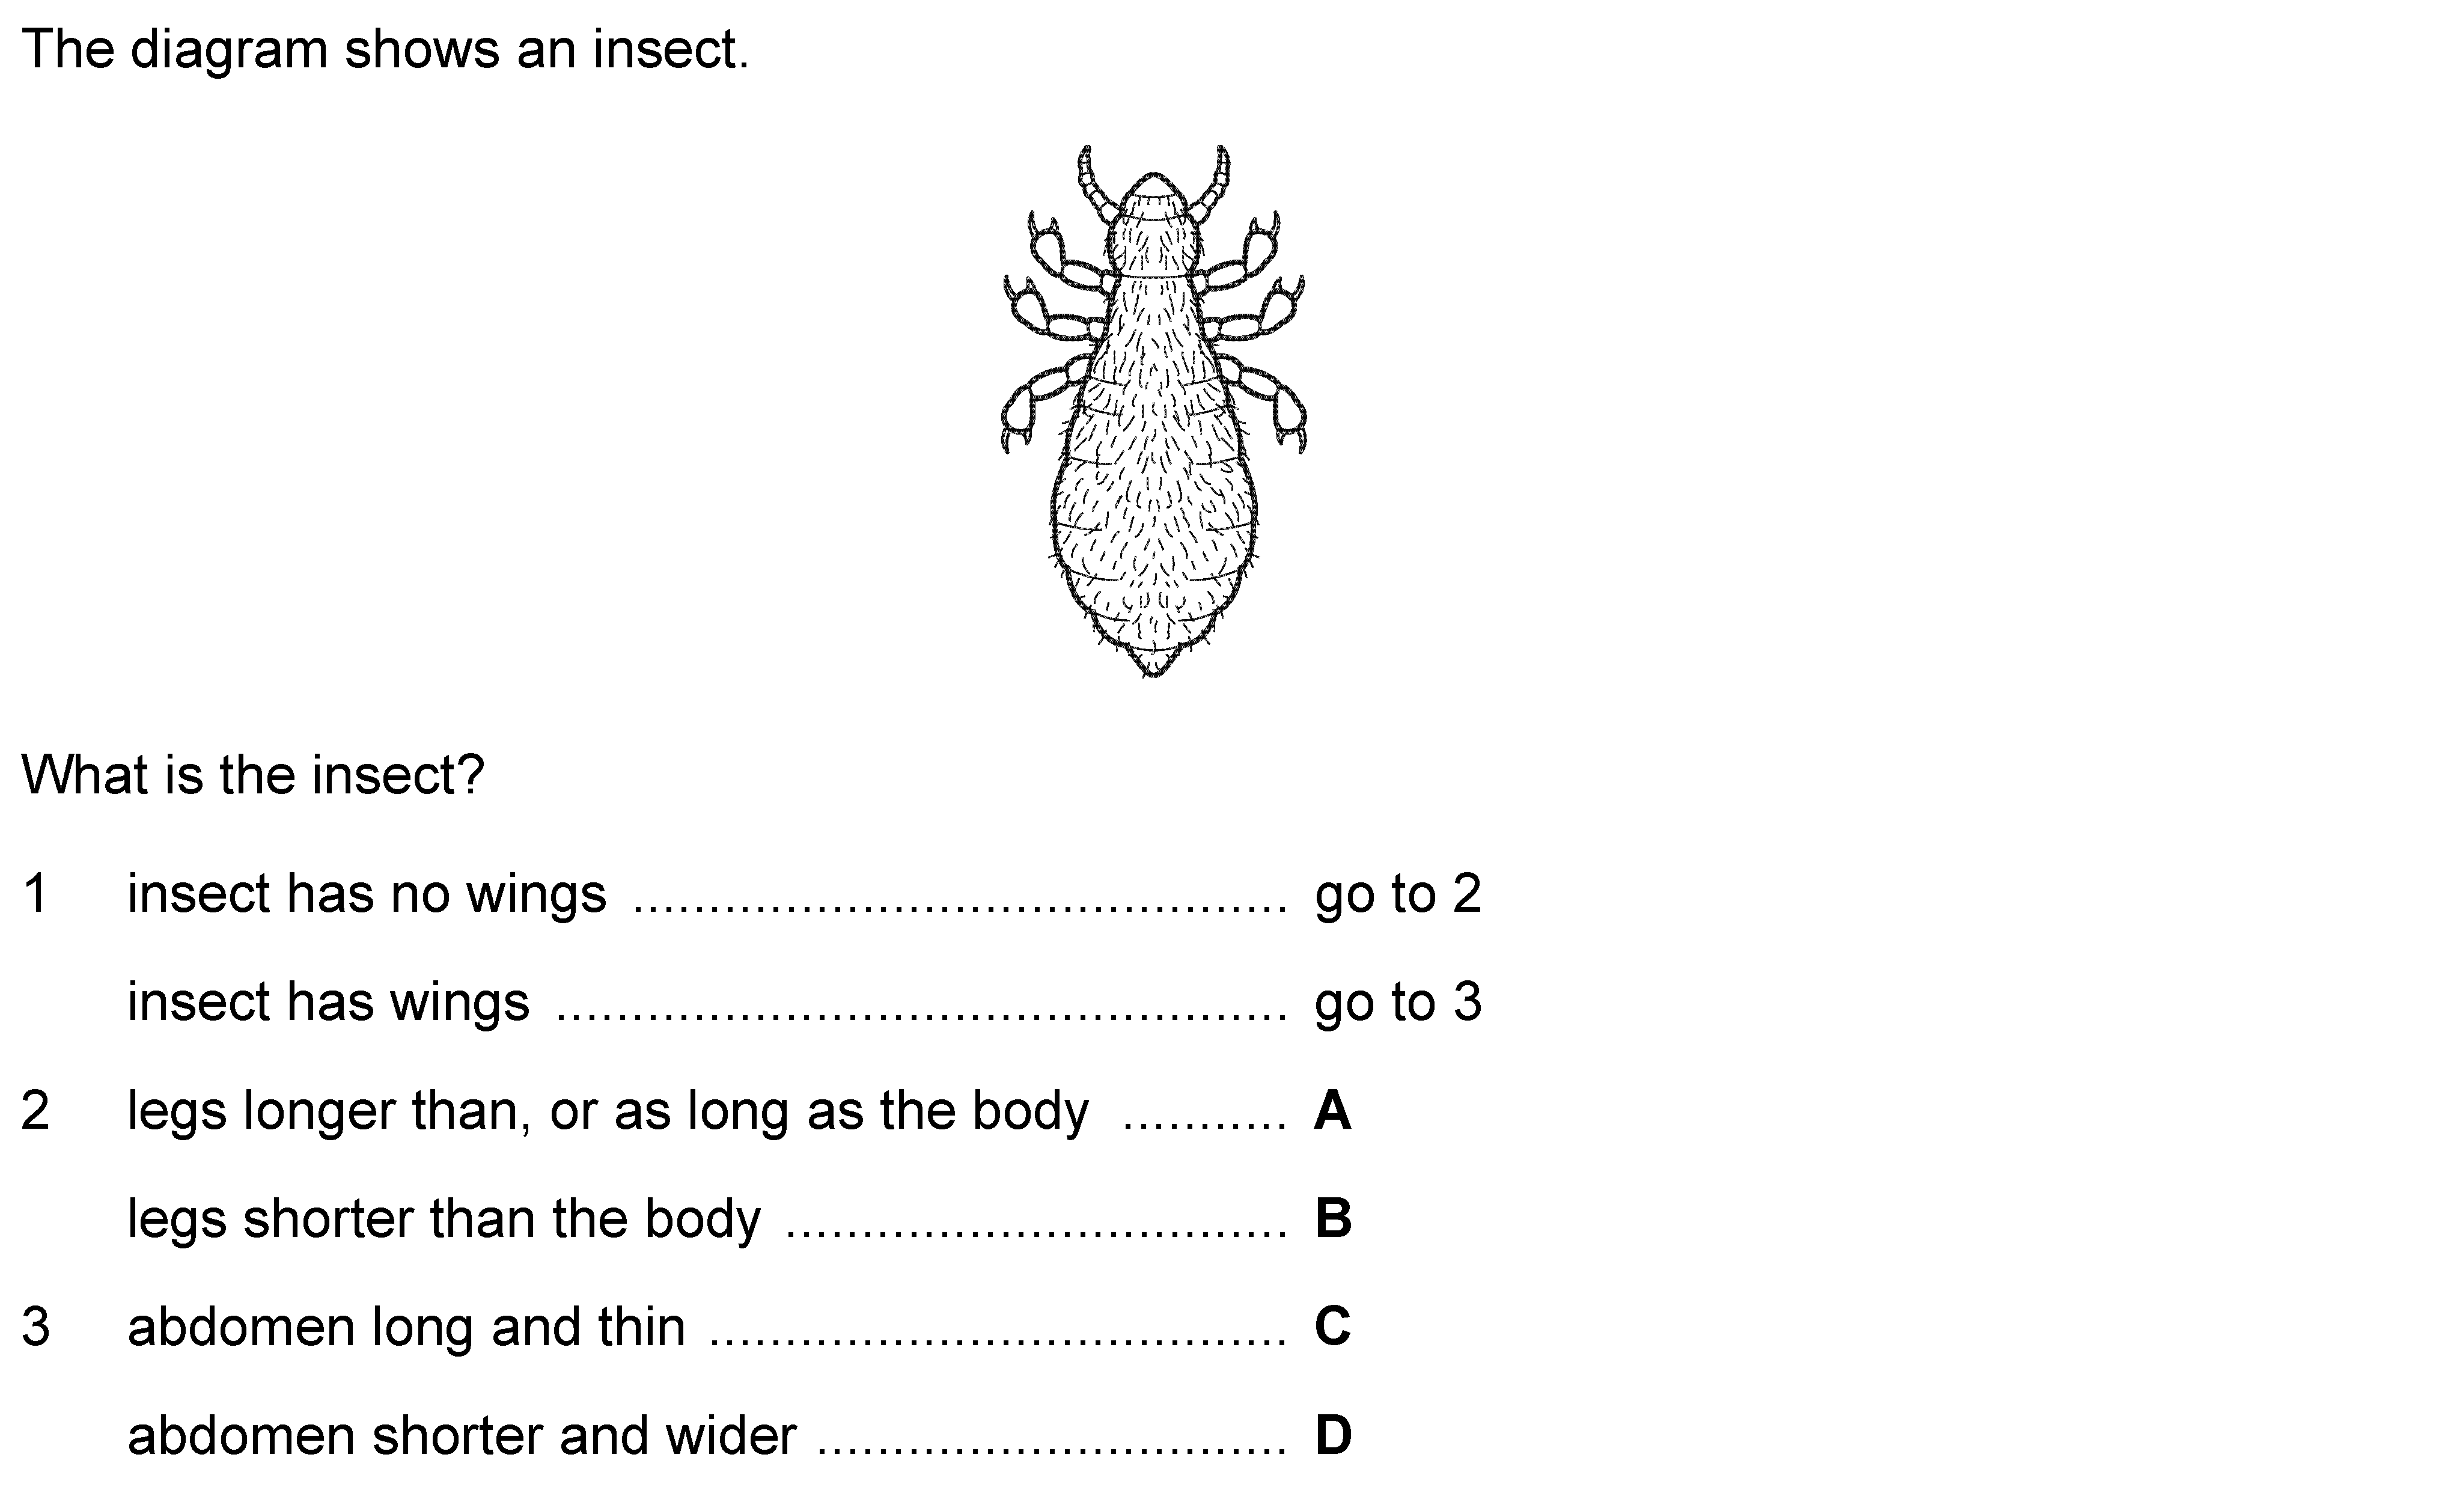 The diagram shows an insect.
What is the insect?
1 insect has no wings ........................................... go to 2
insect has wings ................................................ go to 3
2 legs longer than, or as long as the body ........... A
legs shorter than the body ................................. B
3 abdomen long and thin ...................................... C
abdomen shorter and wider ............................... D